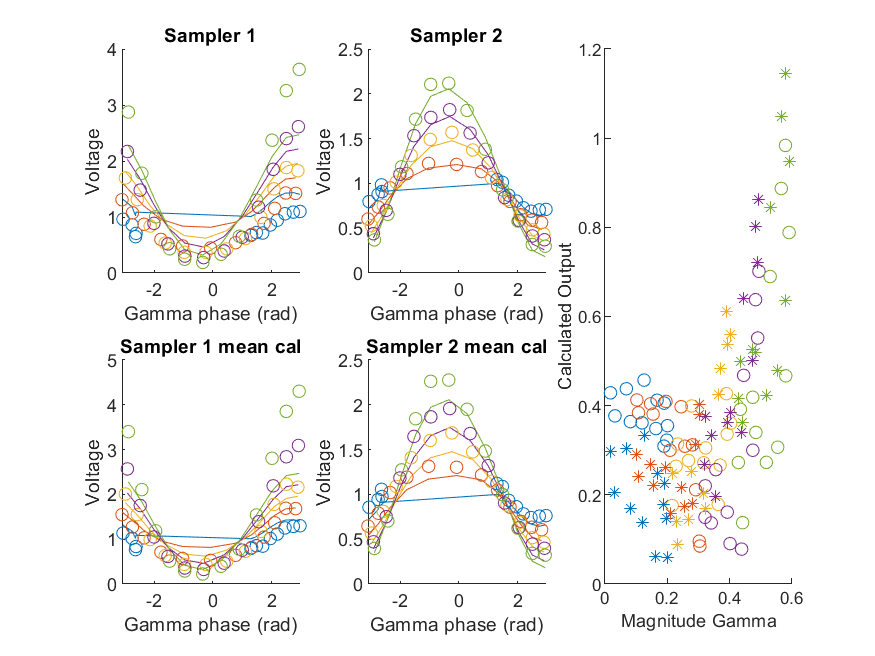 Sampler 1
4
3
2
1
0
Voltage
-2 0 2
Gamma phase (rad)
Sampler 2
2.5
2
1.5
1
0.5
0
Voltage
-2 0 2
Gamma phase (rad)
Sampler 1 mean cal
5
4
3
2
1
0
Voltage
-2 0 2
Gamma phase (rad)
Sampler 2 mean cal
2.5
2
1.5
1
0.5
0
Voltage
-2 0 2
Gamma phase (rad)
1.2
1
0.8
0.6
0.4
0.2
0
Calculated Output
0 0.2 0.4 0.6
Magnitude Gamma